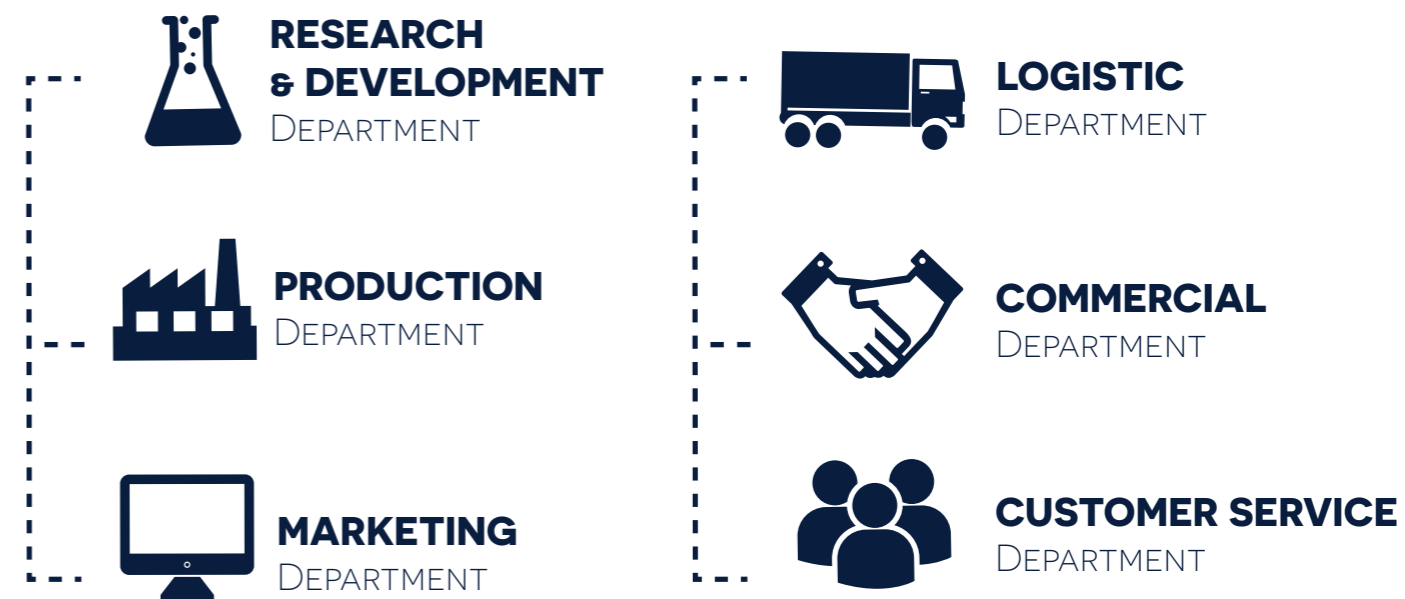 RESEARCH
& DEVELOPMENT
DEPARTMENT
PRODUCTION
DEPARTMENT
MARKETING
DEPARTMENT
LOGISTIC
DEPARTMENT
COMMERCIAL
DEPARTMENT
CUSTOMER SERVICE
DEPARTMENT